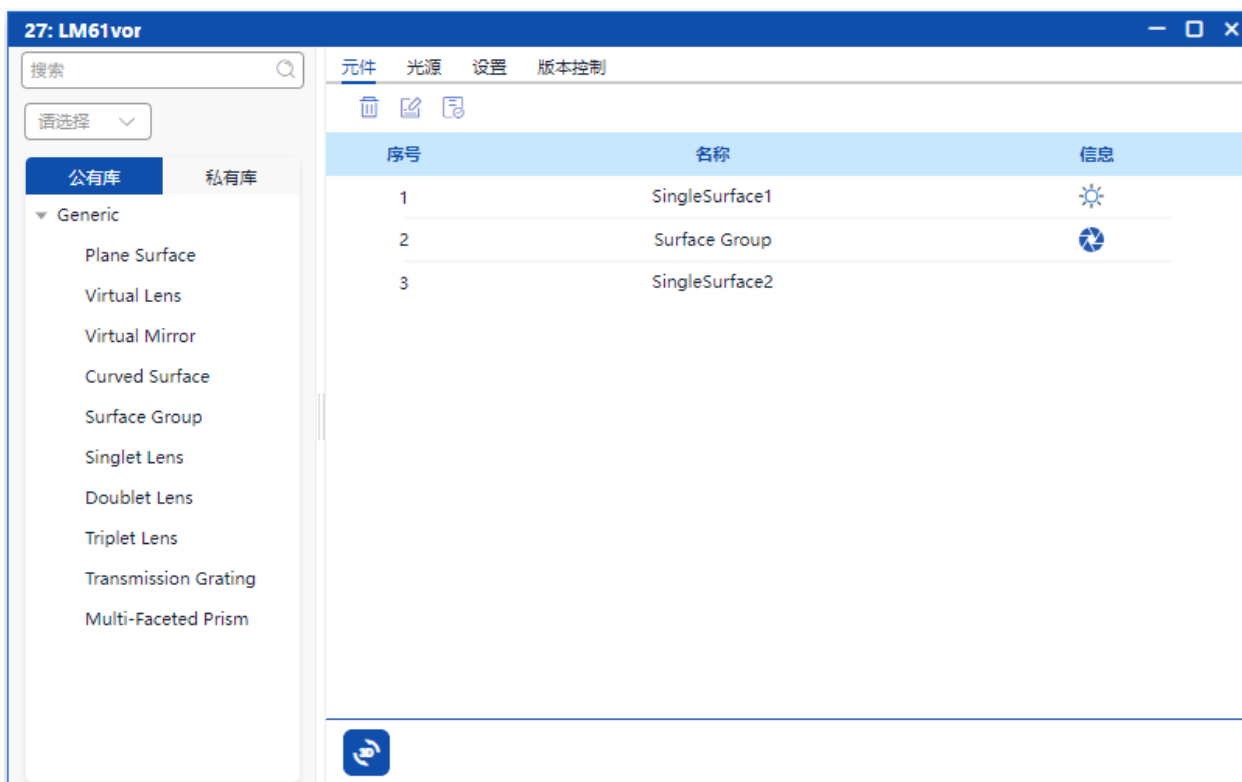 27: LM61vor
搜索
请选择
公有库 私有库
Generic
Plane Surface
Virtual Lens
Virtual Mirror
Curved Surface
Surface Group
Singlet Lens
Doublet Lens
Triplet Lens
Transmission Grating
Multi-Faceted Prism
元件 光源 设置 版本控制
序号 名称 信息
1 SingleSurface1
2 Surface Group
3 SingleSurface2
3D